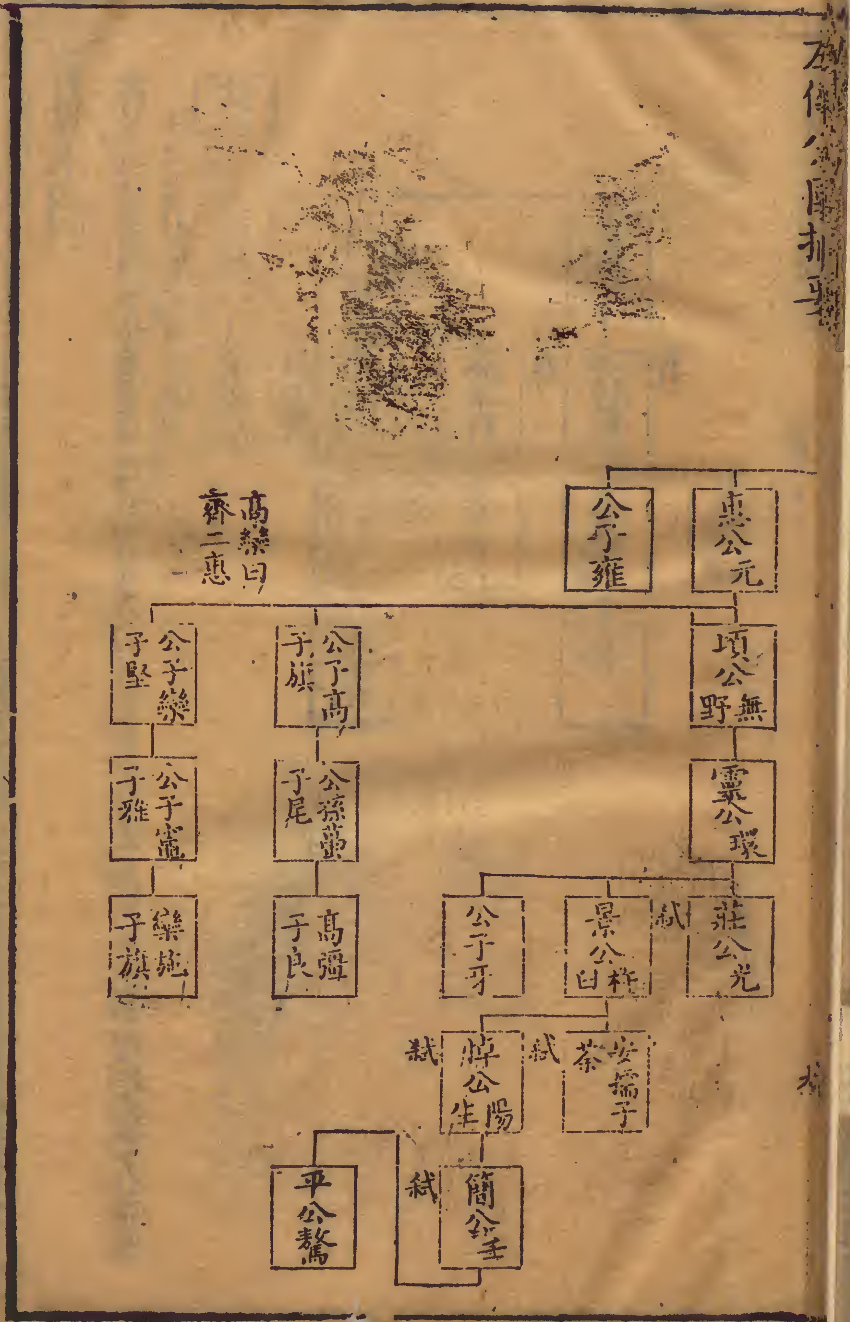 左傳分國
惠公元
公子雍
高欒曰
齊二惠
項公無野
公子高
子旗
公子欒
子堅
靈公環
公孫蠆
子尾
公子竈
子雅
莊公光
弒
景公杵臼
公子牙
高彊
子良
欒施
子旗
安孺子
荼
弒
悼公陽生
弒
簡公壬
弒
平公驁